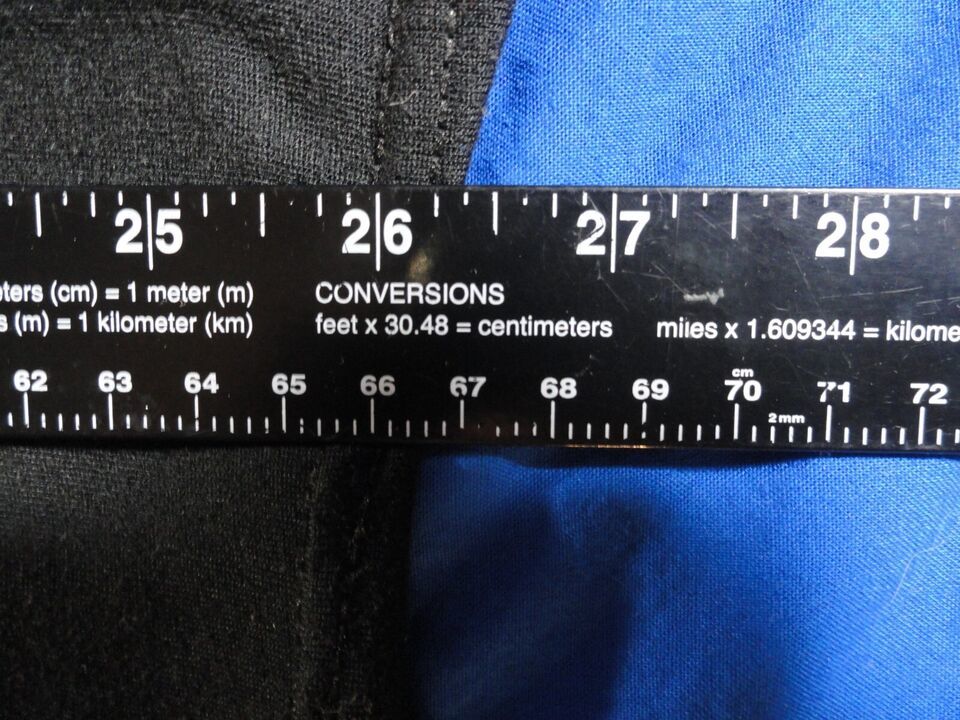 25 26 27 28
ters (cm) = 1 meter (m) CONVERSIONS
s (m) = 1 kilometer (km) feet x 30.48 = centimeters miles x 1.609344 = kilome
cm
62 63 64 65 66 67 68 69 70 71 72
2mm